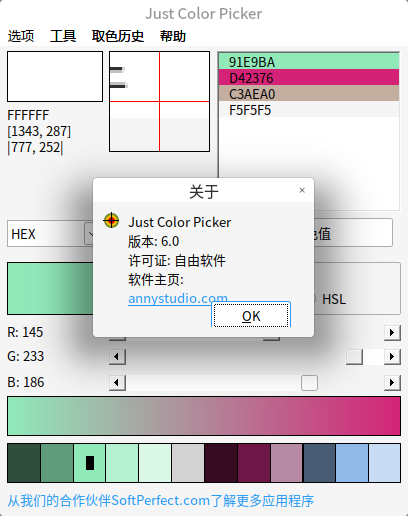 Just Color Picker
选项 工具 取色历史 帮助
FFFFFF
[1343, 287]
|777, 252|
91E9BA
D42376
C3AEA0
F5F5F5
HEX
色值
关于
×
Just Color Picker
版本: 6.0
许可证: 自由软件
软件主页:
annystudio.com
OK
HSL
R: 145
G: 233
B: 186
从我们的合作伙伴SoftPerfect.com了解更多应用程序